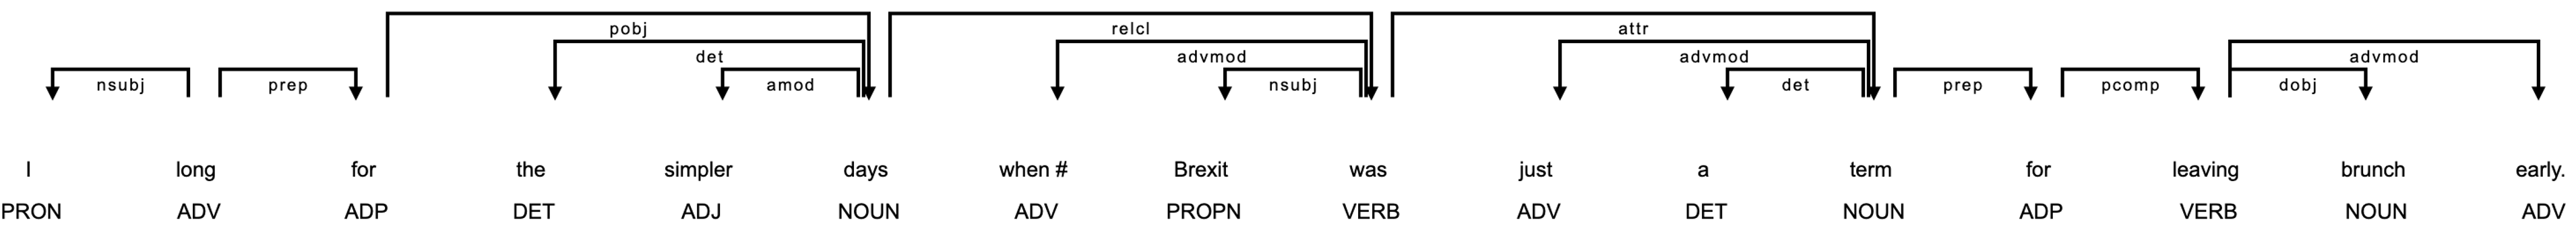 pobj relcl attr
det advmod advmod advmod
nsubj prep amod nsubj det prep pcomp dobj
I long for the simpler days when # Brexit was just a term for leaving brunch early.
PRON ADV ADP DET ADJ NOUN ADV PROPN VERB ADV DET NOUN ADP VERB NOUN ADV